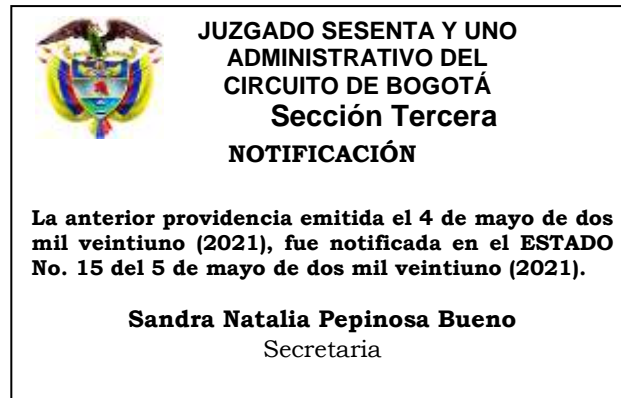 JUZGADO SESENTA Y UNO
ADMINISTRATIVO DEL
CIRCUITO DE BOGOTÁ
Sección Tercera
NOTIFICACIÓN
La anterior providencia emitida el 4 de mayo de dos
mil veintiuno (2021), fue notificada en el ESTADO
No. 15 del 5 de mayo de dos mil veintiuno (2021).
Sandra Natalia Pepinosa Bueno
Secretaria